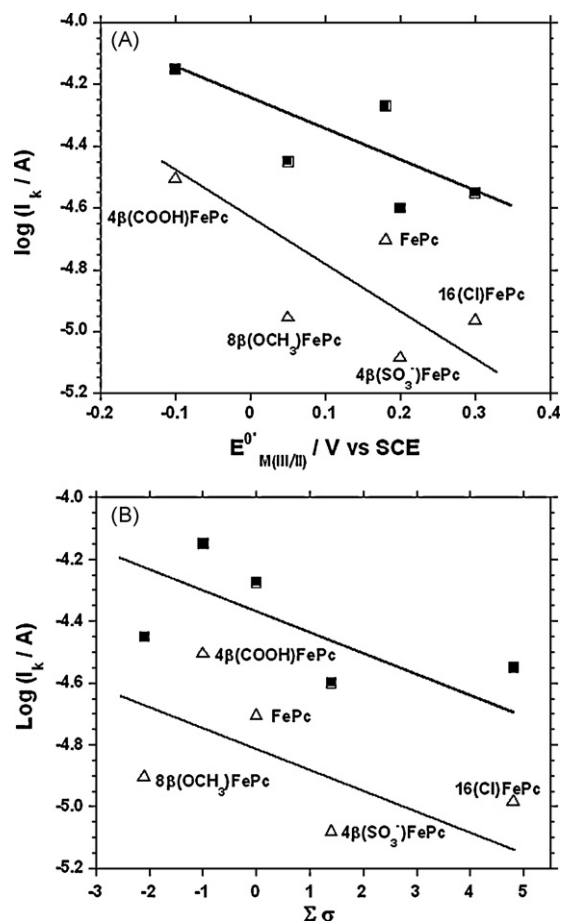 (A)
-4.0
-4.2
-4.4
-4.6
-4.8
-5.0
-5.2
log (I_k / A)
4β(COOH)FePc
FePc
16(Cl)FePc
8β(OCH₃)FePc
4β(SO₃⁻)FePc
-0.2 -0.1 0 0.1 0.2 0.3 0.4
E⁰'M(III/II) / V vs SCE
(B)
-4.0
-4.2
-4.4
-4.6
-4.8
-5.0
-5.2
Log (I_k / A)
4β(COOH)FePc
FePc
8β(OCH₃)FePc
16(Cl)FePc
4β(SO₃⁻)FePc
-3 -2 -1 0 1 2 3 4 5
Σ σ